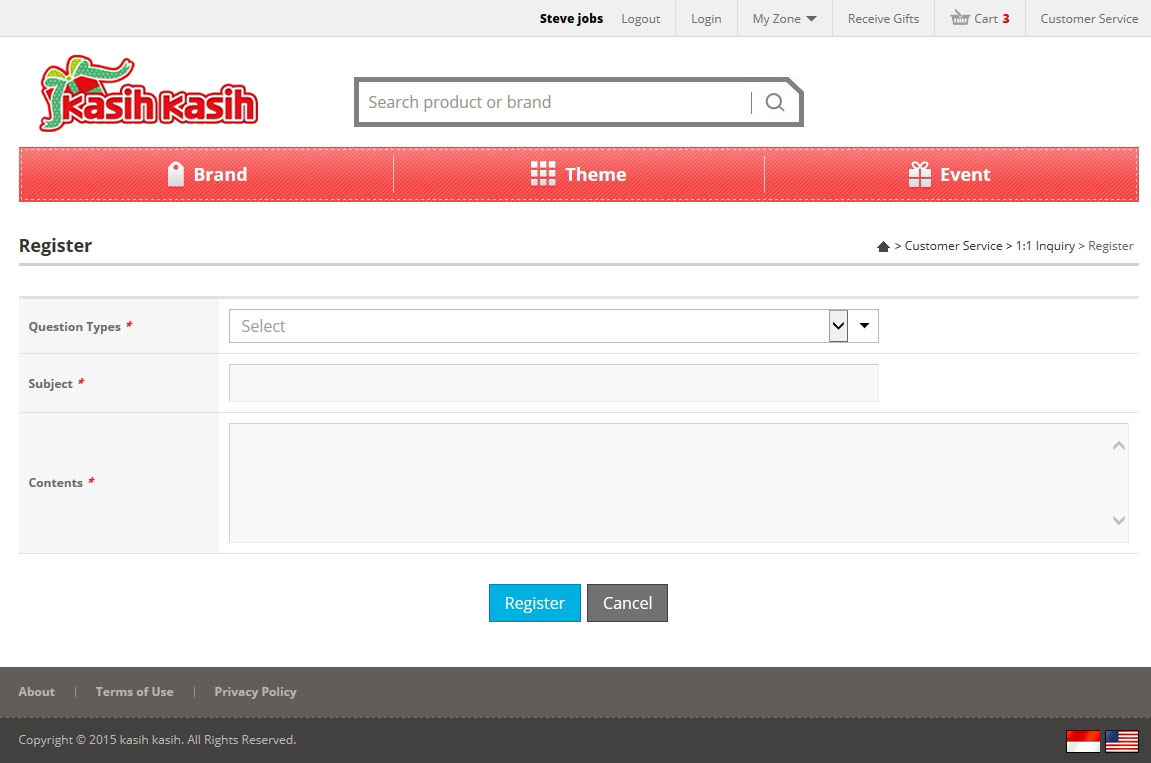 Steve jobs Logout Login My Zone Receive Gifts Cart 3 Customer Service
kasih kasih
Search product or brand
Brand Theme Event
Register
> Customer Service > 1:1 Inquiry > Register
Question Types *
Select
Subject *
Contents *
Register Cancel
About | Terms of Use | Privacy Policy
Copyright © 2015 kasih kasih. All Rights Reserved.